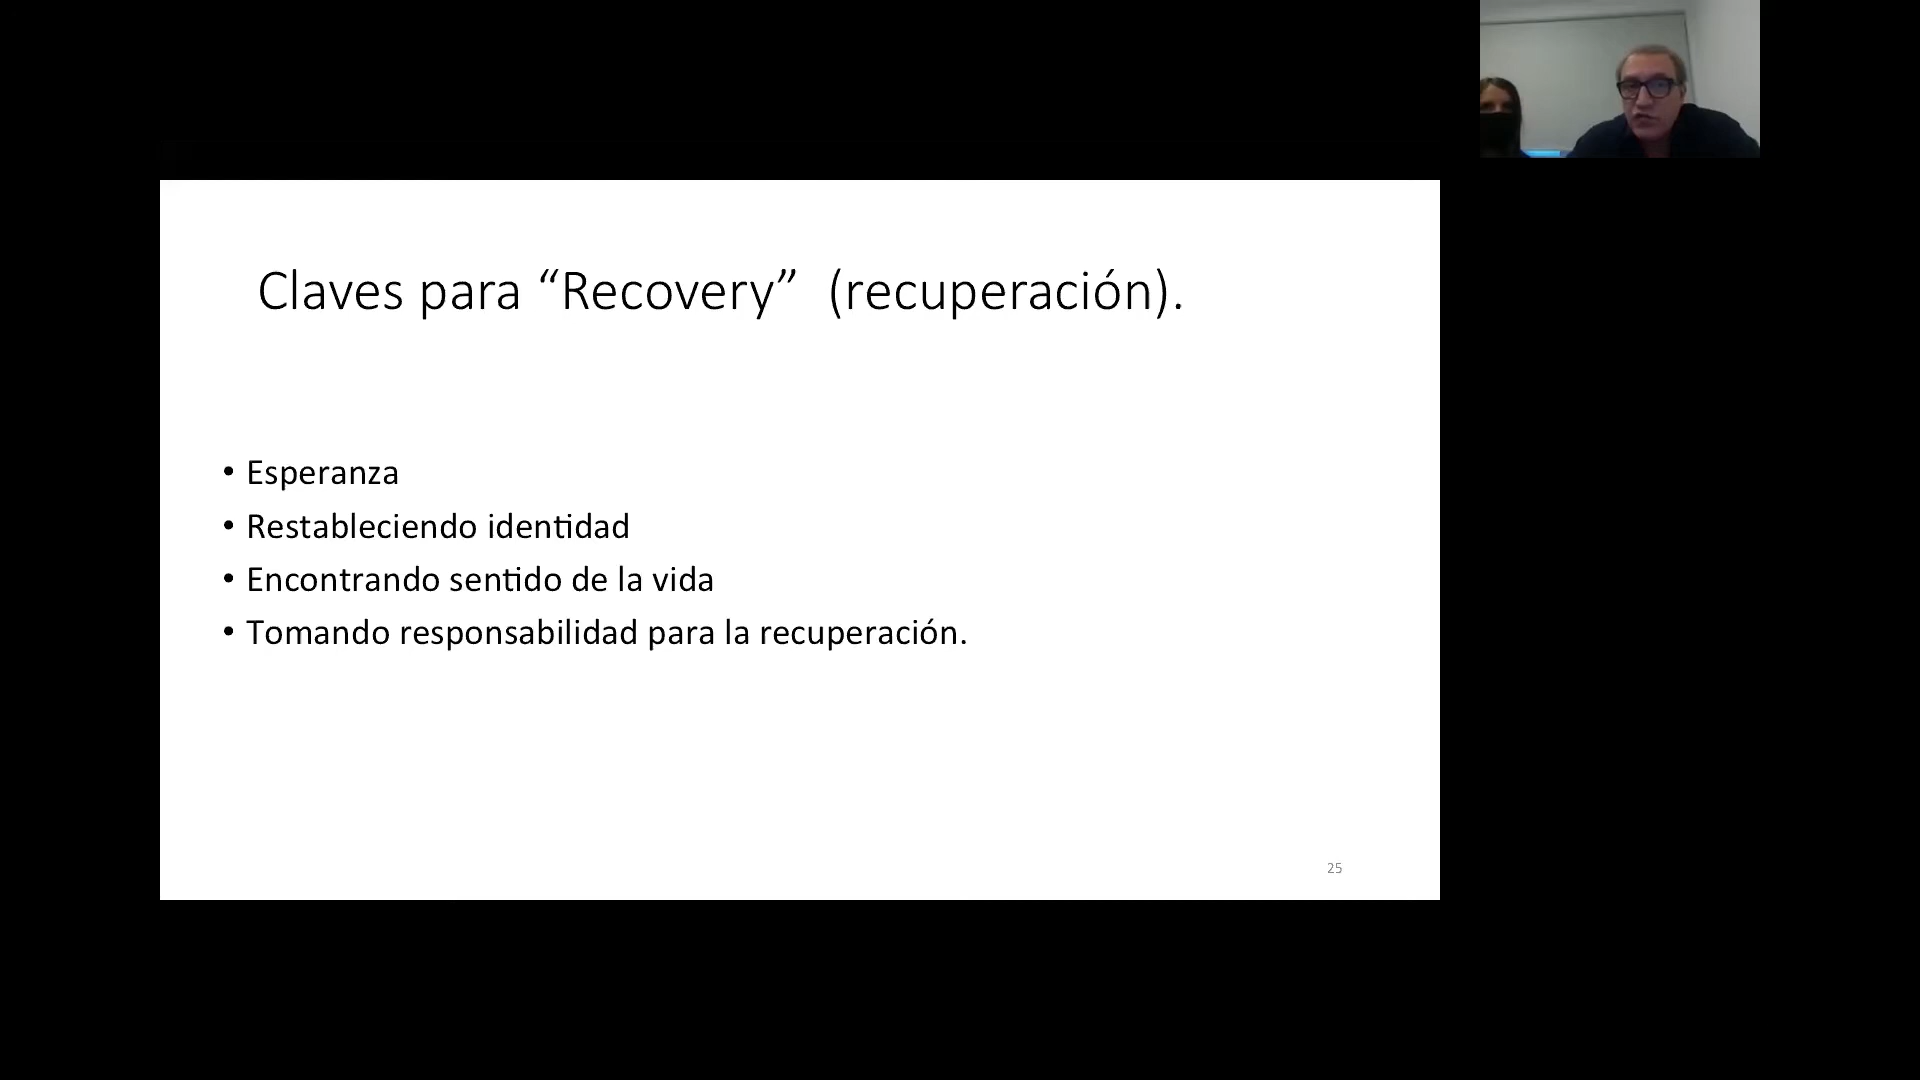 Claves para “Recovery”  (recuperación).
• Esperanza
• Restableciendo identidad
• Encontrando sentido de la vida
• Tomando responsabilidad para la recuperación.
25